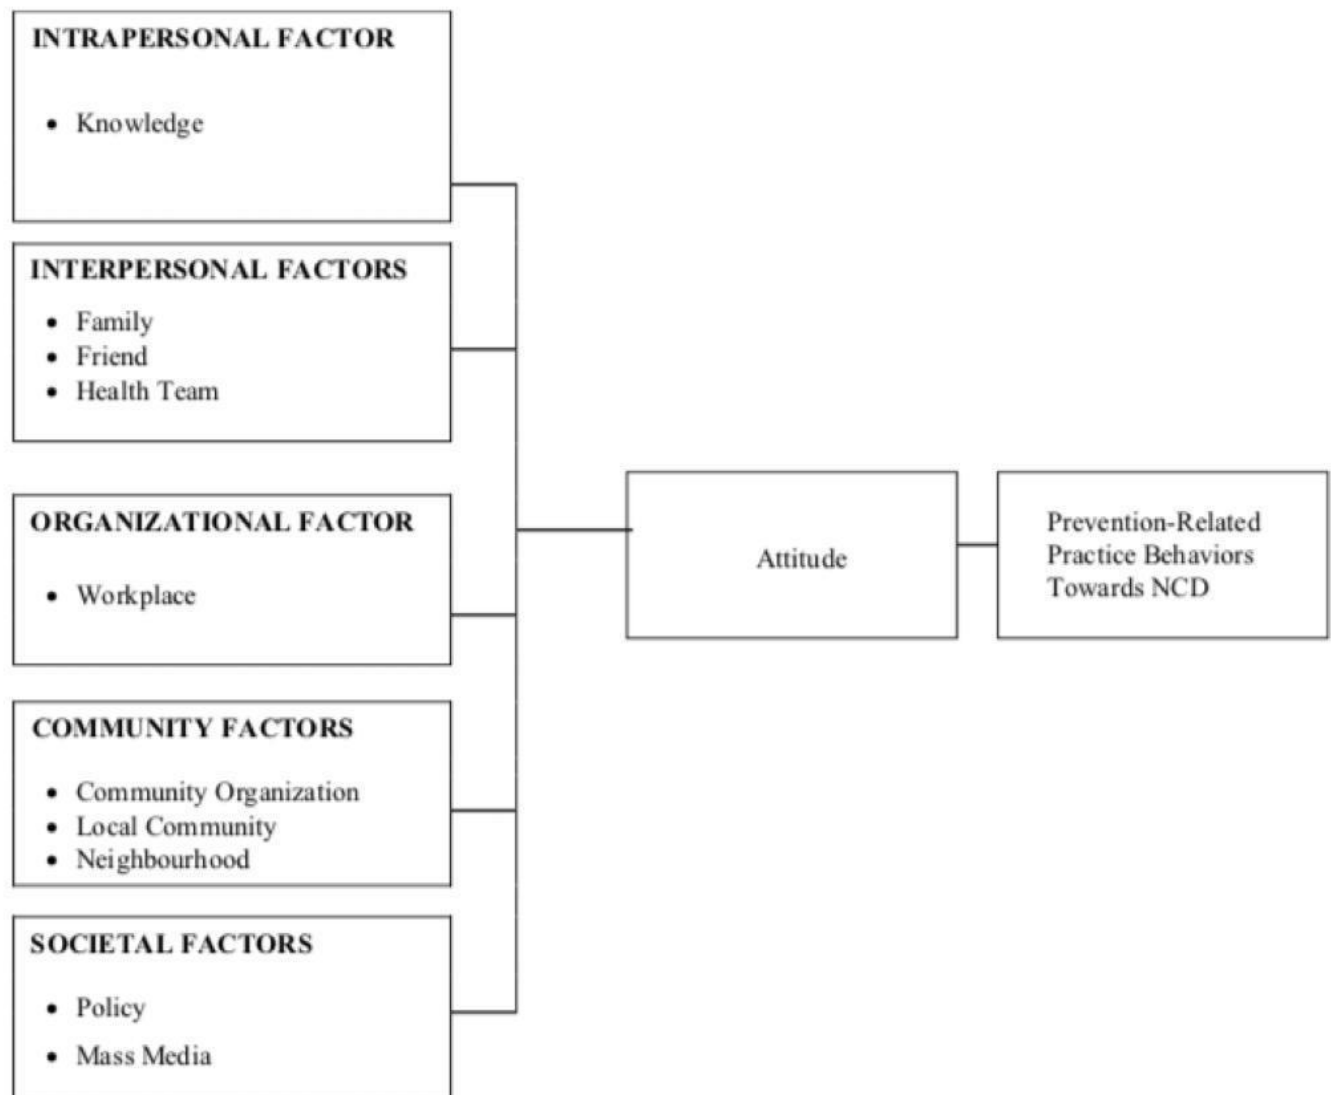 INTRAPERSONAL FACTOR
• Knowledge
INTERPERSONAL FACTORS
• Family
• Friend
• Health Team
ORGANIZATIONAL FACTOR
• Workplace
COMMUNITY FACTORS
• Community Organization
• Local Community
• Neighbourhood
SOCIETAL FACTORS
• Policy
• Mass Media
Attitude
Prevention-Related
Practice Behaviors
Towards NCD